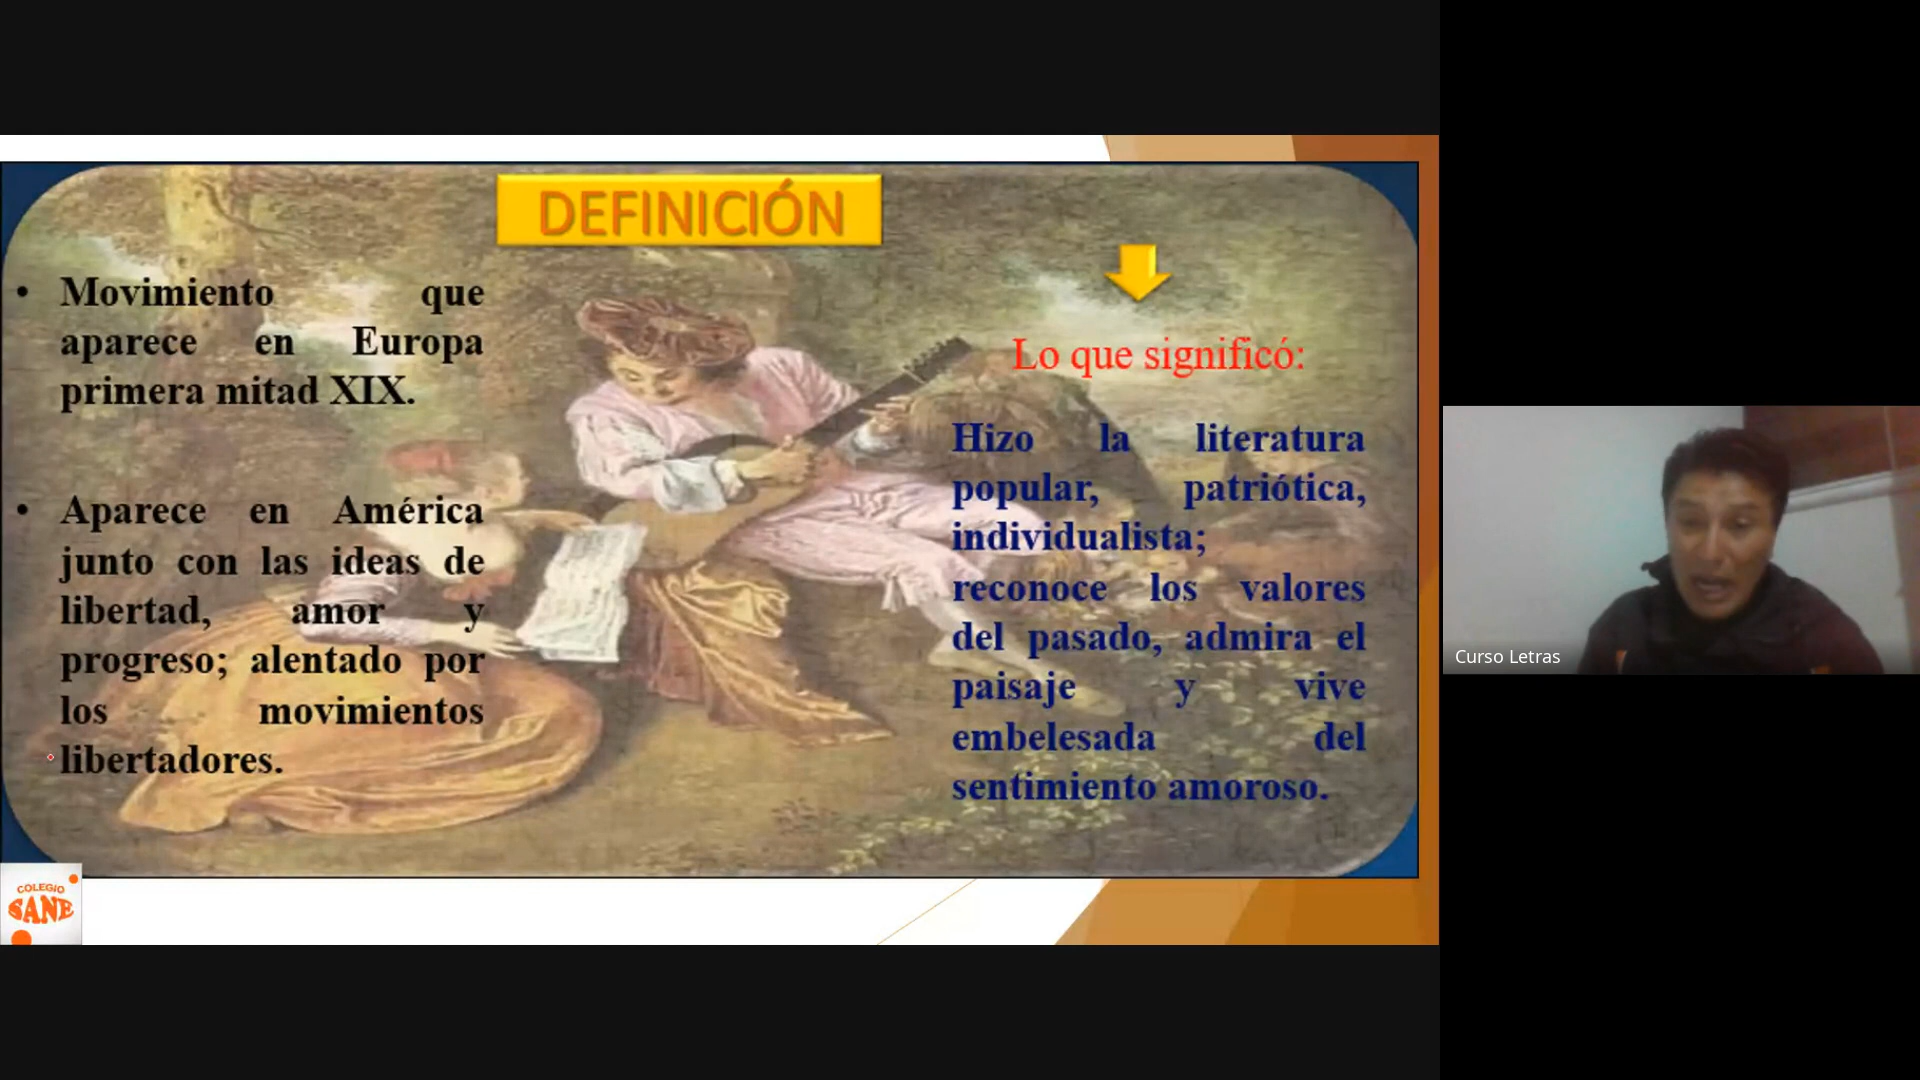 DEFINICIÓN
• Movimiento que
aparece en Europa
primera mitad XIX.
• Aparece en América
junto con las ideas de
libertad, amor y
progreso; alentado por
los movimientos
libertadores.
Lo que significó:
Hizo la literatura
popular, patriótica,
individualista;
reconoce los valores
del pasado, admira el
paisaje y vive
embelesada del
sentimiento amoroso.
COLEGIO
SANE
Curso Letras